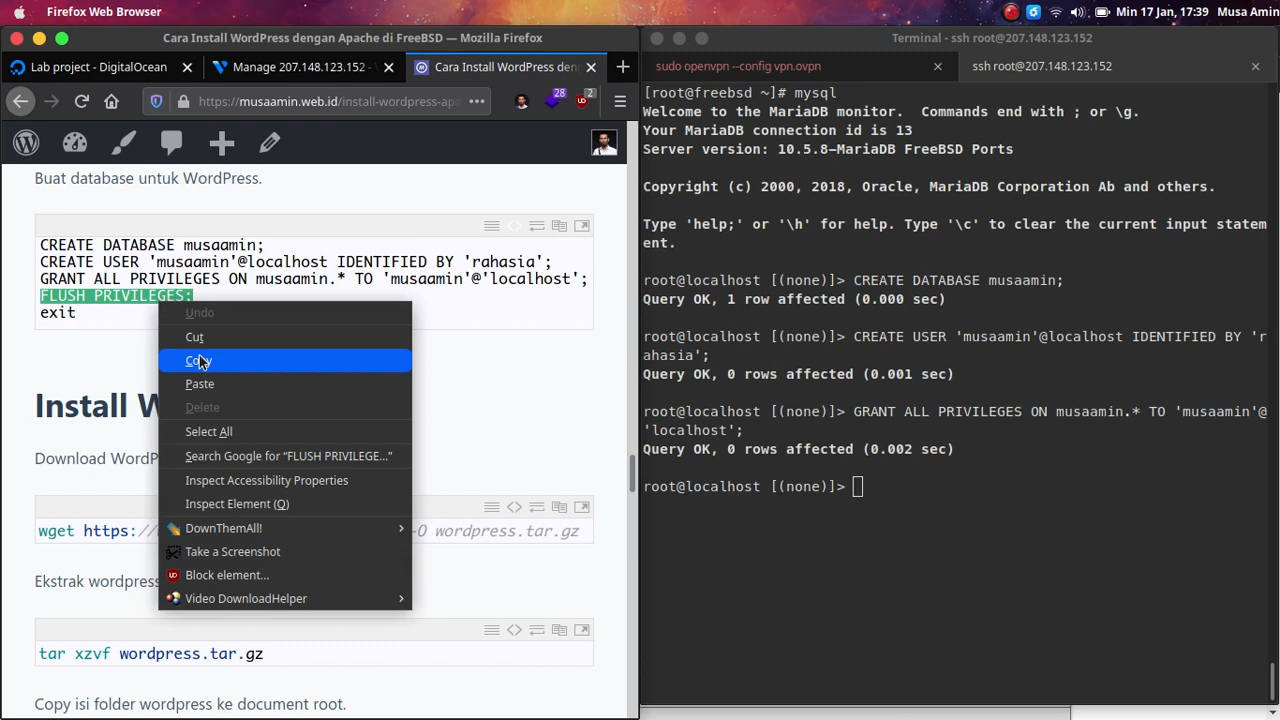 Firefox Web Browser
Min 17 Jan, 17:39 Musa Amin
Cara Install WordPress dengan Apache di FreeBSD — Mozilla Firefox
Lab project - DigitalOcean
Manage 207.148.123.152 -
Cara Install WordPress den
https://musaamin.web.id/install-wordpress-apa
28
2
Buat database untuk WordPress.
CREATE DATABASE musaamin;
CREATE USER 'musaamin'@localhost IDENTIFIED BY 'rahasia';
GRANT ALL PRIVILEGES ON musaamin.* TO 'musaamin'@'localhost';
FLUSH PRIVILEGES;
exit
Undo
Cut
Copy
Paste
Delete
Select All
Search Google for “FLUSH PRIVILEGE...”
Inspect Accessibility Properties
Inspect Element (Q)
DownThemAll!
Take a Screenshot
Block element...
Video DownloadHelper
Install W
Download WordP
wget https:// -O wordpress.tar.gz
Ekstrak wordpress
tar xzvf wordpress.tar.gz
Copy isi folder wordpress ke document root.
Terminal - ssh root@207.148.123.152
sudo openvpn --config vpn.ovpn
ssh root@207.148.123.152
[root@freebsd ~]# mysql
Welcome to the MariaDB monitor.  Commands end with ; or \g.
Your MariaDB connection id is 13
Server version: 10.5.8-MariaDB FreeBSD Ports
Copyright (c) 2000, 2018, Oracle, MariaDB Corporation Ab and others.
Type 'help;' or '\h' for help. Type '\c' to clear the current input statem
ent.
root@localhost [(none)]> CREATE DATABASE musaamin;
Query OK, 1 row affected (0.000 sec)
root@localhost [(none)]> CREATE USER 'musaamin'@localhost IDENTIFIED BY 'r
ahasia';
Query OK, 0 rows affected (0.001 sec)
root@localhost [(none)]> GRANT ALL PRIVILEGES ON musaamin.* TO 'musaamin'@
'localhost';
Query OK, 0 rows affected (0.002 sec)
root@localhost [(none)]>